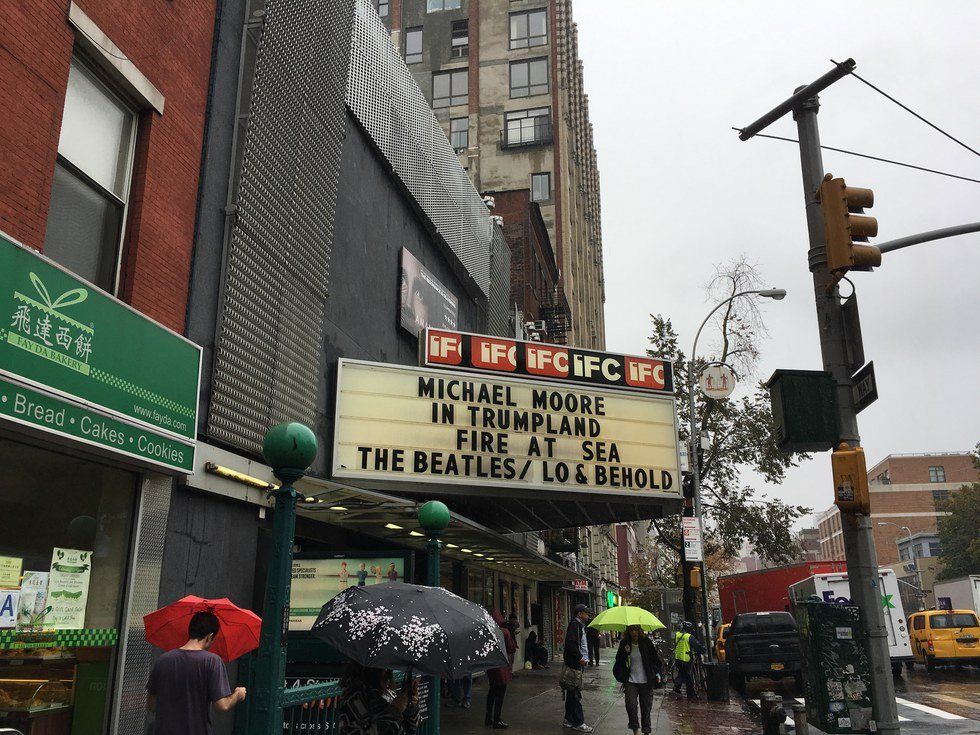 飛達西餅
FAY DA BAKERY
www.fayda.com
Bread · Cakes · Cookies
A
IFC IFC IFC IFC IFC
MICHAEL MOORE
IN TRUMPLAND
FIRE AT SEA
THE BEATLES/ LO & BEHOLD
WAY